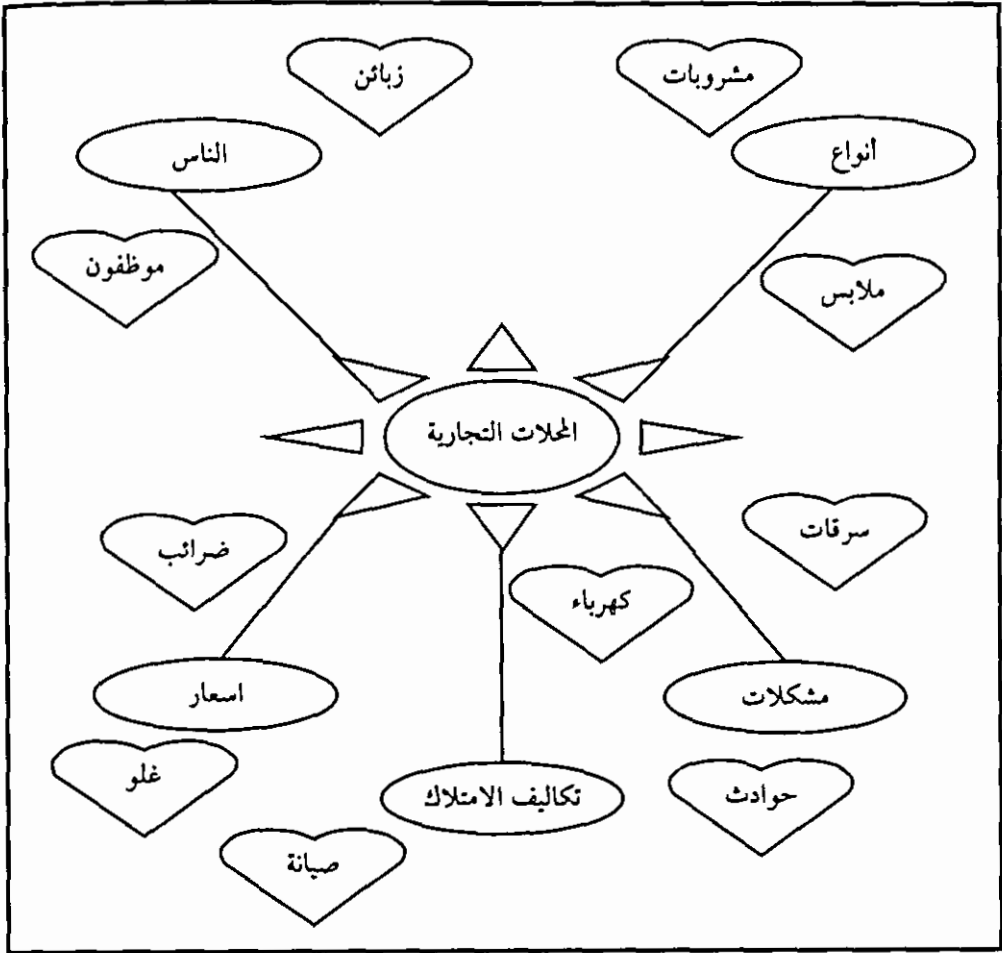 مشروبات
زبائن
أنواع
الناس
ملابس
موظفون
المحلات التجارية
سرقات
ضرائب
كهرباء
مشكلات
اسعار
حوادث
تكاليف الامتلاك
غلو
صيانة